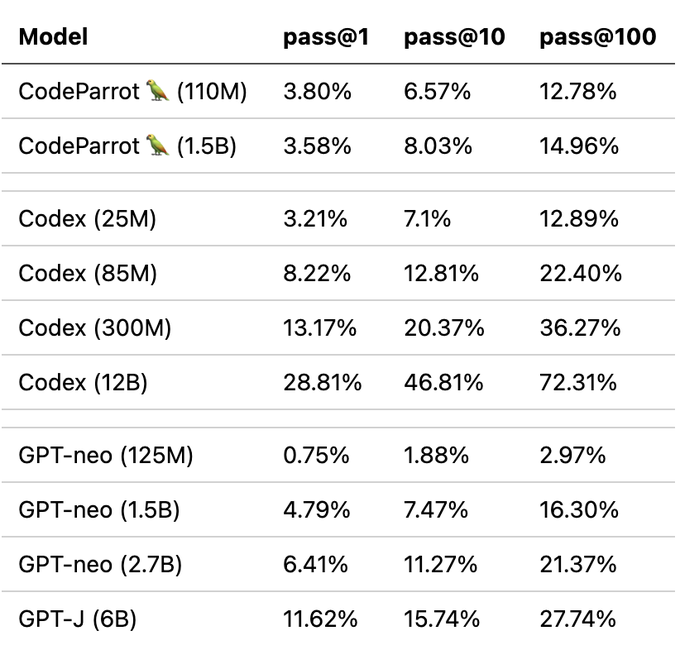 Model pass@1 pass@10 pass@100
CodeParrot 🦜 (110M) 3.80% 6.57% 12.78%
CodeParrot 🦜 (1.5B) 3.58% 8.03% 14.96%
Codex (25M) 3.21% 7.1% 12.89%
Codex (85M) 8.22% 12.81% 22.40%
Codex (300M) 13.17% 20.37% 36.27%
Codex (12B) 28.81% 46.81% 72.31%
GPT-neo (125M) 0.75% 1.88% 2.97%
GPT-neo (1.5B) 4.79% 7.47% 16.30%
GPT-neo (2.7B) 6.41% 11.27% 21.37%
GPT-J (6B) 11.62% 15.74% 27.74%